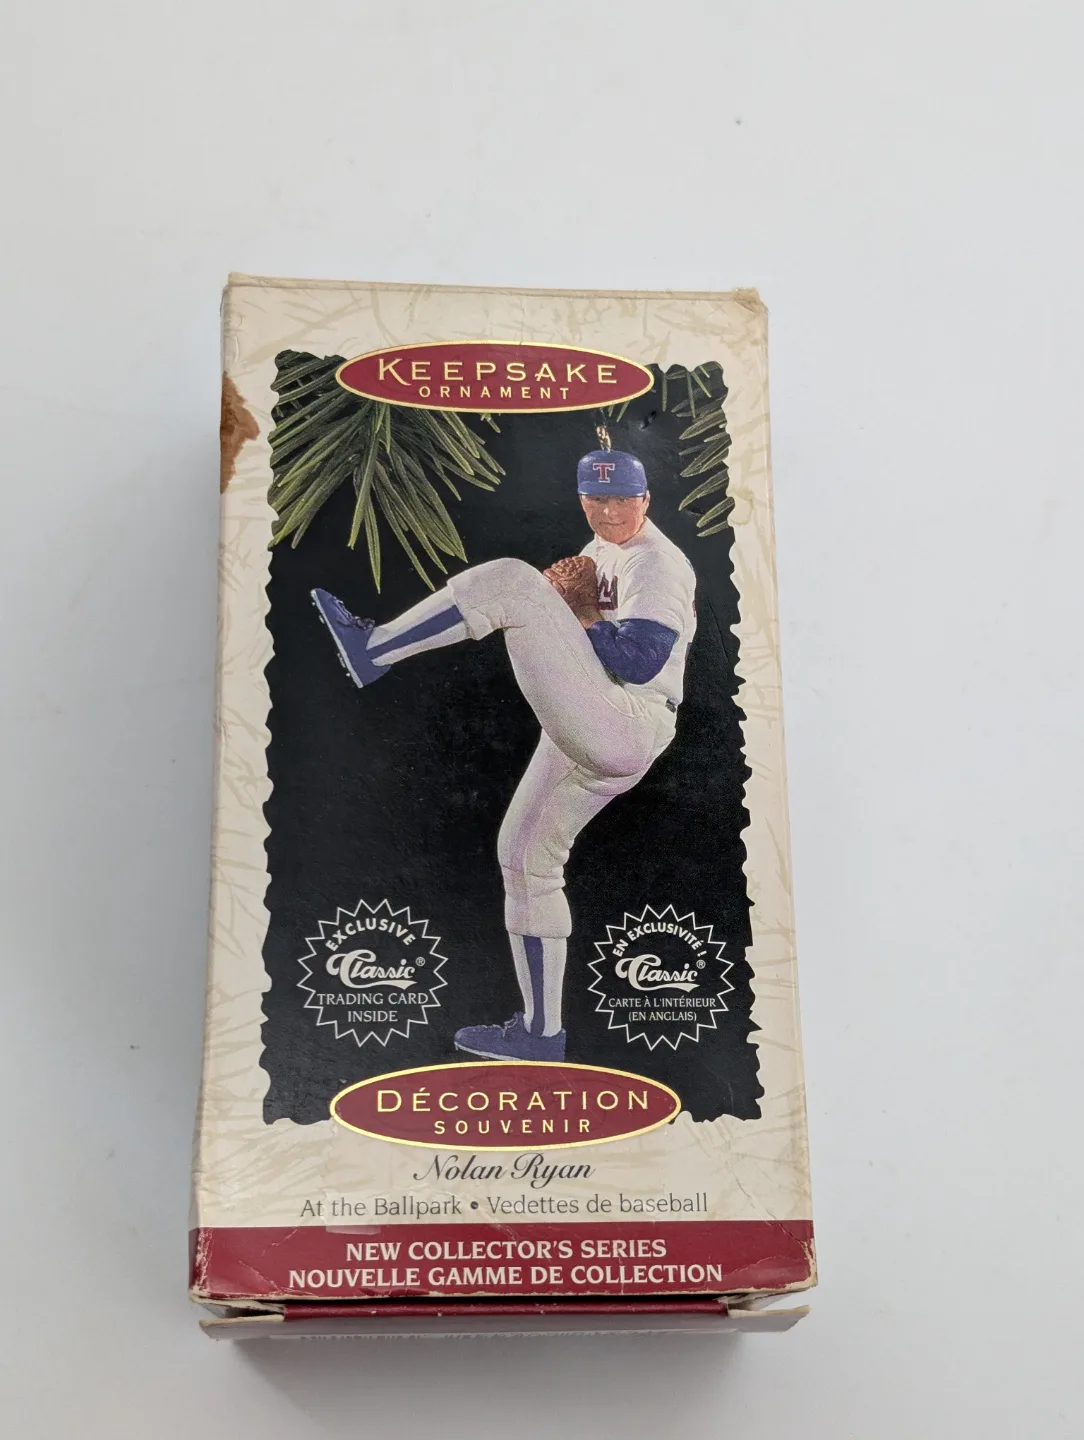 KEEPSAKE
ORNAMENT
T
EXCLUSIVE
Classic®
TRADING CARD
INSIDE
EN EXCLUSIVITÉ!
Classic®
CARTE À L'INTÉRIEUR
(EN ANGLAIS)
DÉCORATION
SOUVENIR
Nolan Ryan
At the Ballpark • Vedettes de baseball
NEW COLLECTOR'S SERIES
NOUVELLE GAMME DE COLLECTION